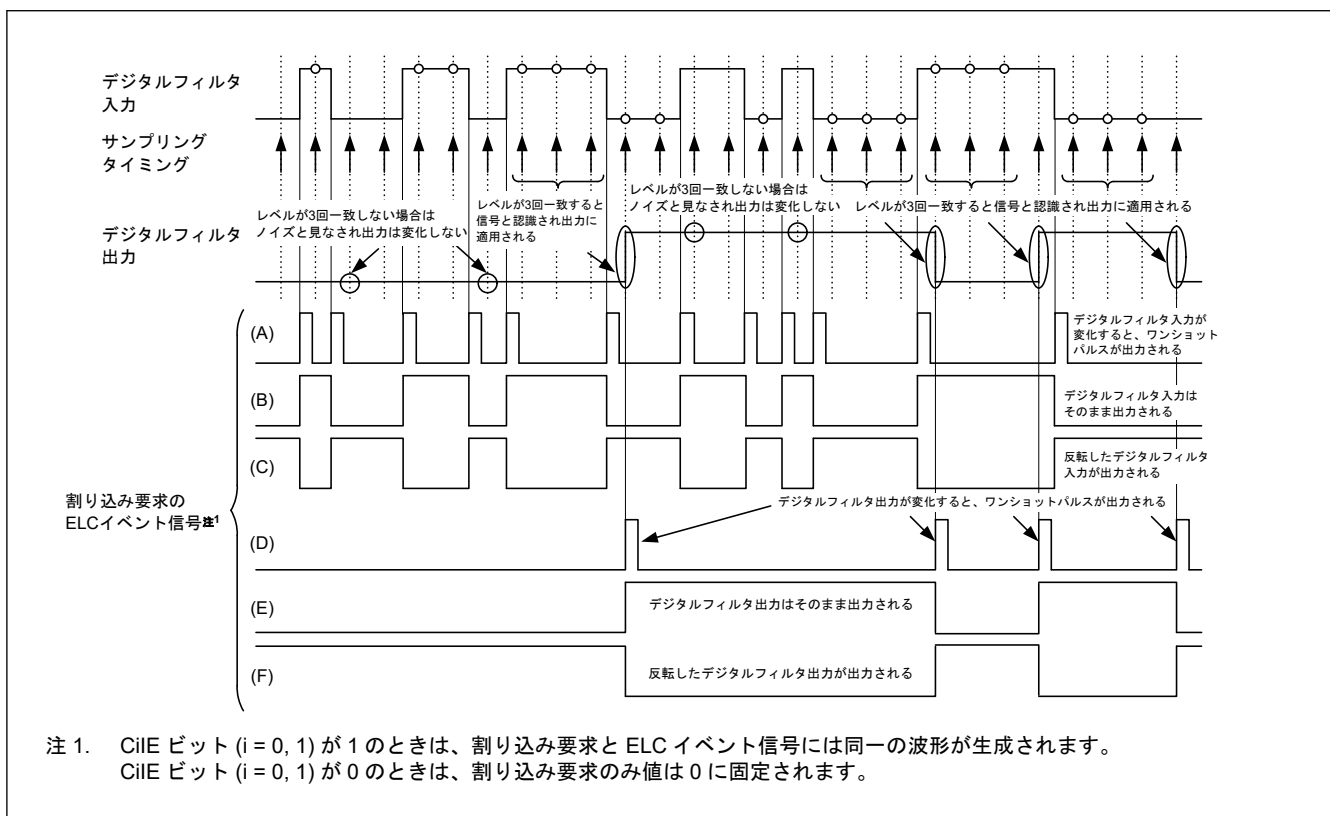 デジタルフィルタ
入力
サンプリング
タイミング
レベルが3回一致しない場合は
ノイズと見なされ出力は変化しない
レベルが3回一致すると
信号と認識され出力に
適用される
レベルが3回一致しない場合は
ノイズと見なされ出力は変化しない
レベルが3回一致すると信号と認識され出力に適用される
デジタルフィルタ
出力
(A)
デジタルフィルタ入力が
変化すると、ワンショット
パルスが出力される
(B)
デジタルフィルタ入力は
そのまま出力される
(C)
反転したデジタルフィルタ
入力が出力される
割り込み要求の
ELCイベント信号注1
デジタルフィルタ出力が変化すると、ワンショットパルスが出力される
(D)
(E)
デジタルフィルタ出力はそのまま出力される
(F)
反転したデジタルフィルタ出力が出力される
注 1. CiIE ビット (i = 0, 1) が 1 のときは、割り込み要求と ELC イベント信号には同一の波形が生成されます。
CiIE ビット (i = 0, 1) が 0 のときは、割り込み要求のみ値は 0 に固定されます。